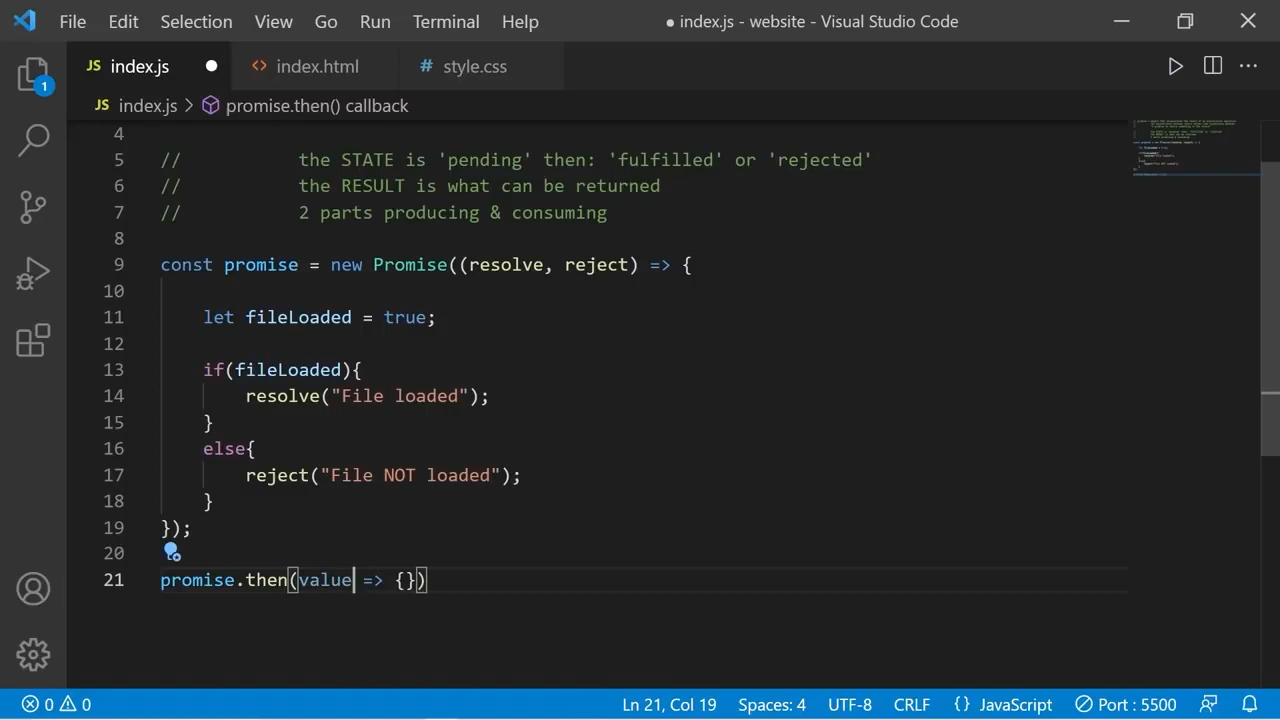 File Edit Selection View Go Run Terminal Help ● index.js - website - Visual Studio Code
JS index.js ● <> index.html # style.css
JS index.js > promise.then() callback
1
4
5 // the STATE is 'pending' then: 'fulfilled' or 'rejected'
6 // the RESULT is what can be returned
7 // 2 parts producing & consuming
8
9 const promise = new Promise((resolve, reject) => {
10
11 let fileLoaded = true;
12
13 if(fileLoaded){
14 resolve("File loaded");
15 }
16 else{
17 reject("File NOT loaded");
18 }
19 });
20
21 promise.then(value => {})
0 0 Ln 21, Col 19 Spaces: 4 UTF-8 CRLF {} JavaScript Port : 5500